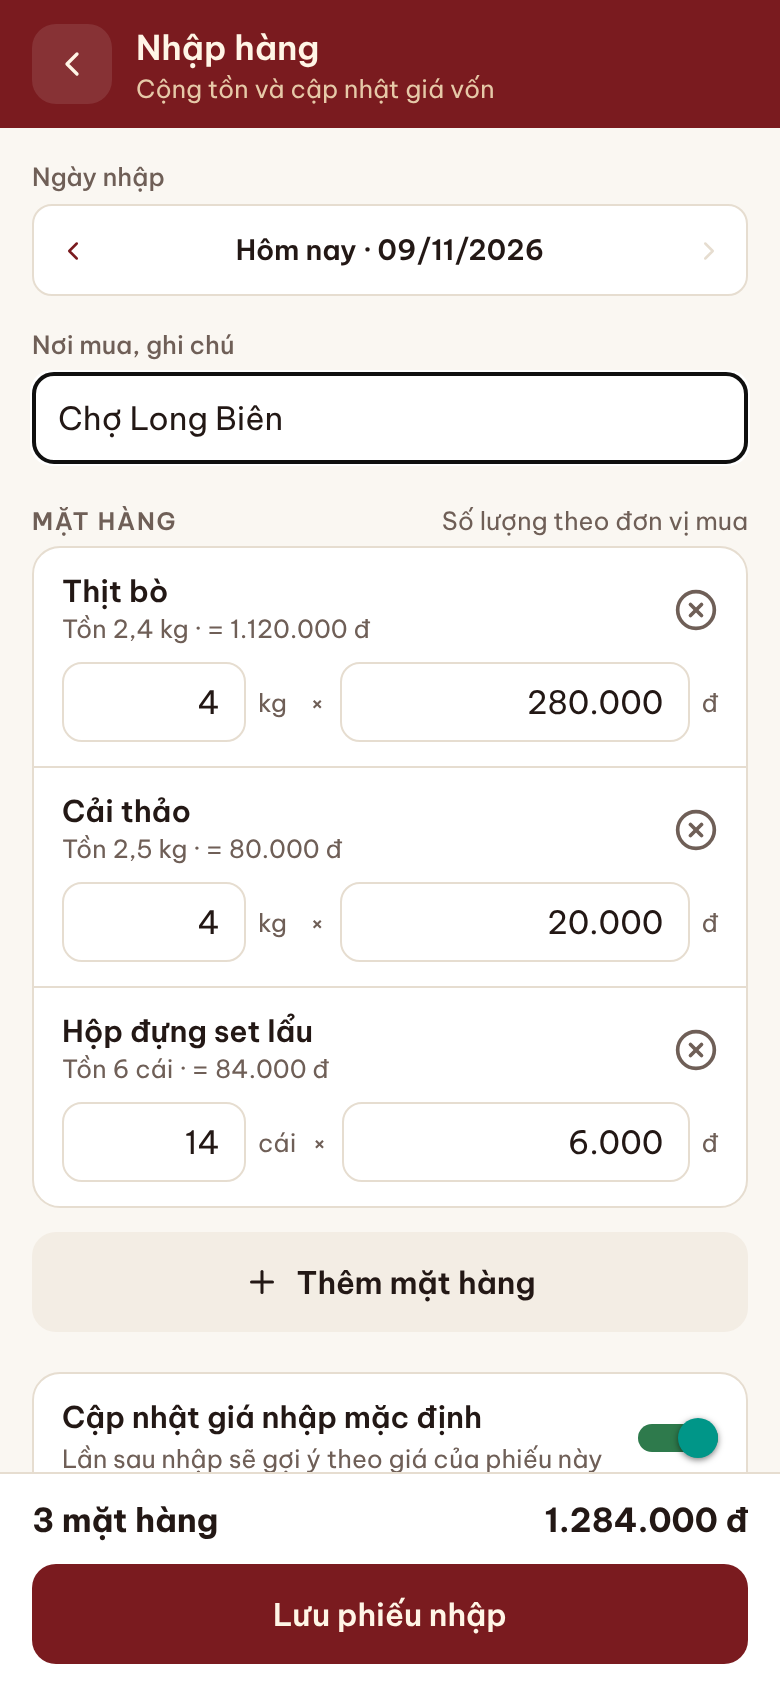 Nhập hàng
Cộng tồn và cập nhật giá vốn
Ngày nhập
Hôm nay · 09/11/2026
Nơi mua, ghi chú
Chợ Long Biên
MẶT HÀNG
Số lượng theo đơn vị mua
Thịt bò
Tồn 2,4 kg · = 1.120.000 đ
4 kg × 280.000 đ
Cải thảo
Tồn 2,5 kg · = 80.000 đ
4 kg × 20.000 đ
Hộp đựng set lẩu
Tồn 6 cái · = 84.000 đ
14 cái × 6.000 đ
+ Thêm mặt hàng
Cập nhật giá nhập mặc định
Lần sau nhập sẽ gợi ý theo giá của phiếu này
3 mặt hàng
1.284.000 đ
Lưu phiếu nhập